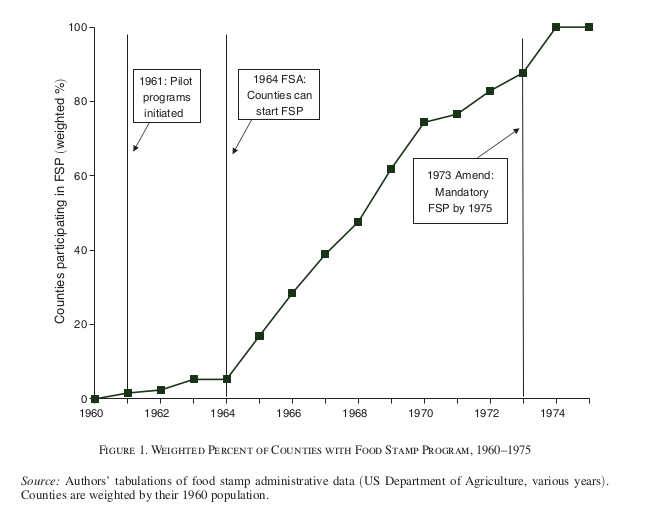 100
80
60
40
20
0
Counties participating in FSP (weighted %)
1961: Pilot
programs
initiated
1964 FSA:
Counties can
start FSP
1973 Amend:
Mandatory
FSP by 1975
1960 1962 1964 1966 1968 1970 1972 1974
Figure 1. Weighted Percent of Counties with Food Stamp Program, 1960–1975
Source: Authors’ tabulations of food stamp administrative data (US Department of Agriculture, various years).
Counties are weighted by their 1960 population.